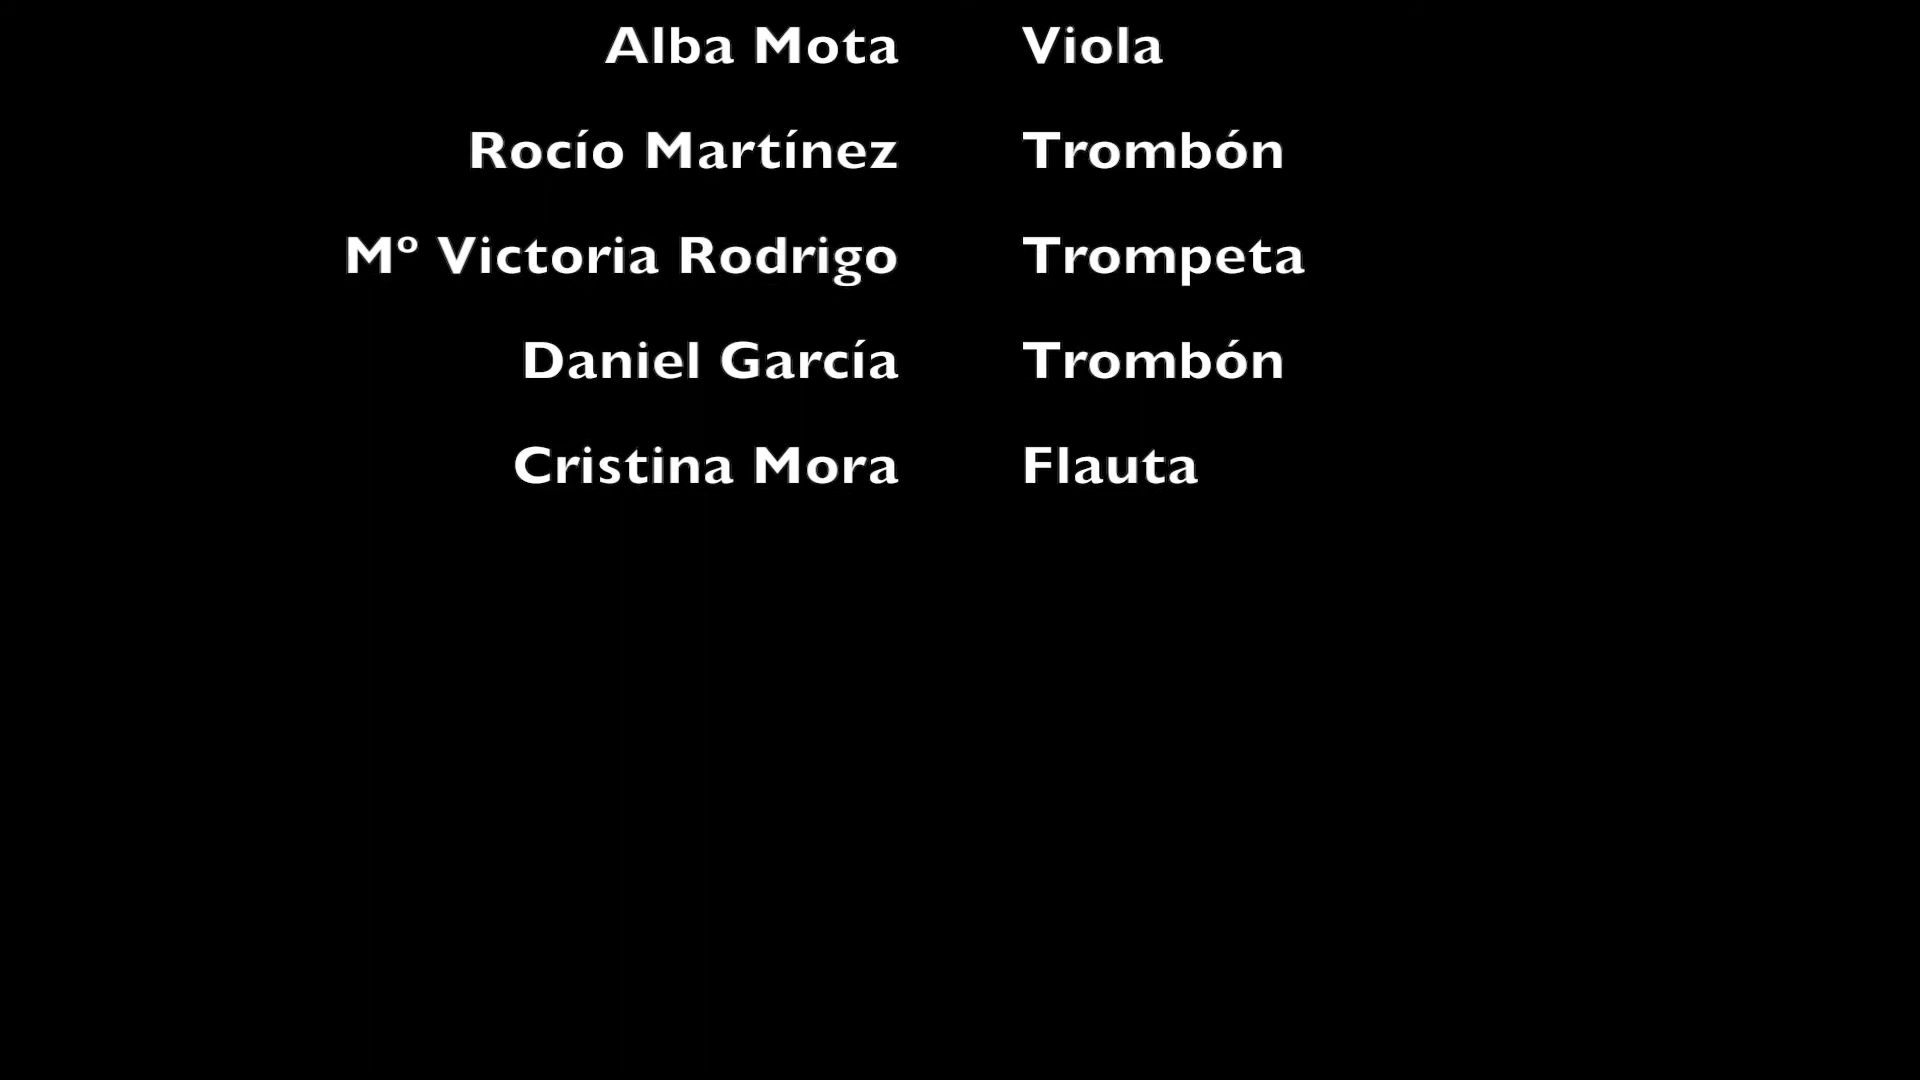 Alba Mota Viola
Rocío Martínez Trombón
Mº Victoria Rodrigo Trompeta
Daniel García Trombón
Cristina Mora Flauta